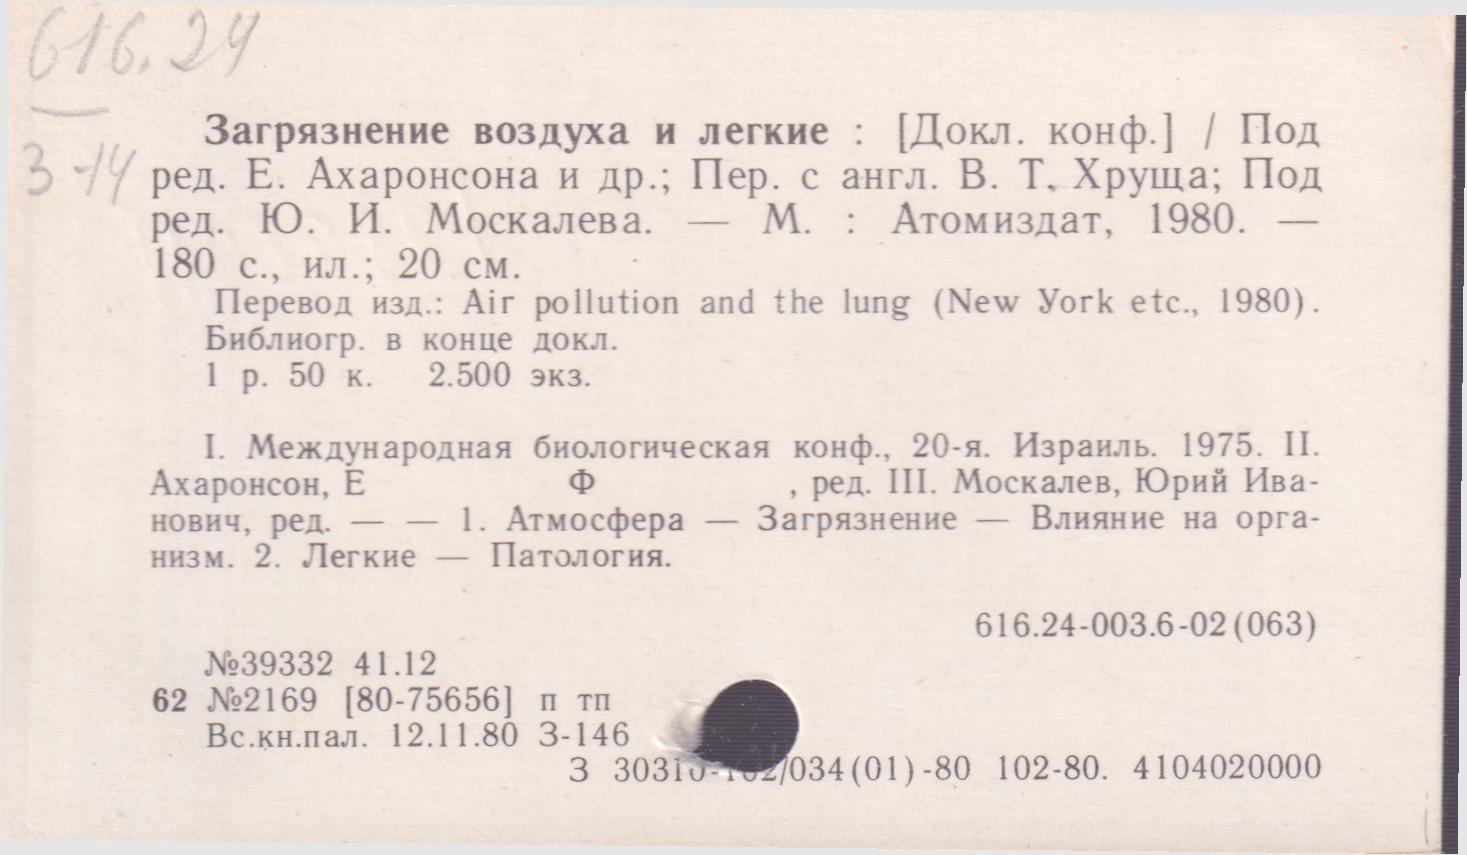 616.24
З-14
Загрязнение воздуха и легкие : [Докл. конф.] / Под
ред. Е. Ахаронсона и др.; Пер. с англ. В. Т. Хруща; Под
ред. Ю. И. Москалева. — М. : Атомиздат, 1980. —
180 с., ил.; 20 см.
Перевод изд.: Air pollution and the lung (New York etc., 1980).
Библиогр. в конце докл.
1 р. 50 к. 2.500 экз.
I. Международная биологическая конф., 20-я. Израиль. 1975. II.
Ахаронсон, Е Ф , ред. III. Москалев, Юрий Ива-
нович, ред. — — 1. Атмосфера — Загрязнение — Влияние на орга-
низм. 2. Легкие — Патология.
616.24-003.6-02(063)
№39332 41.12
62 №2169 [80-75656] п тп
Вс.кн.пал. 12.11.80 З-146
З 30310-102/034(01)-80 102-80. 4104020000